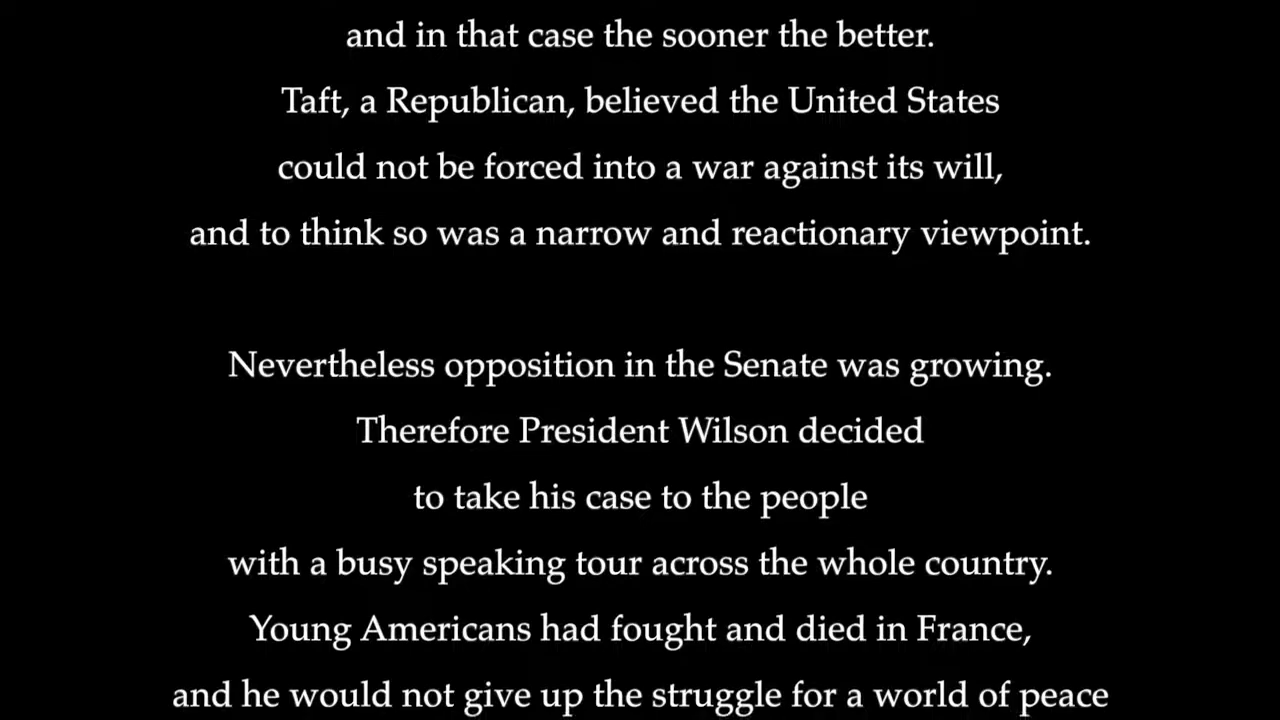 and in that case the sooner the better.
Taft, a Republican, believed the United States
could not be forced into a war against its will,
and to think so was a narrow and reactionary viewpoint.
Nevertheless opposition in the Senate was growing.
Therefore President Wilson decided
to take his case to the people
with a busy speaking tour across the whole country.
Young Americans had fought and died in France,
and he would not give up the struggle for a world of peace